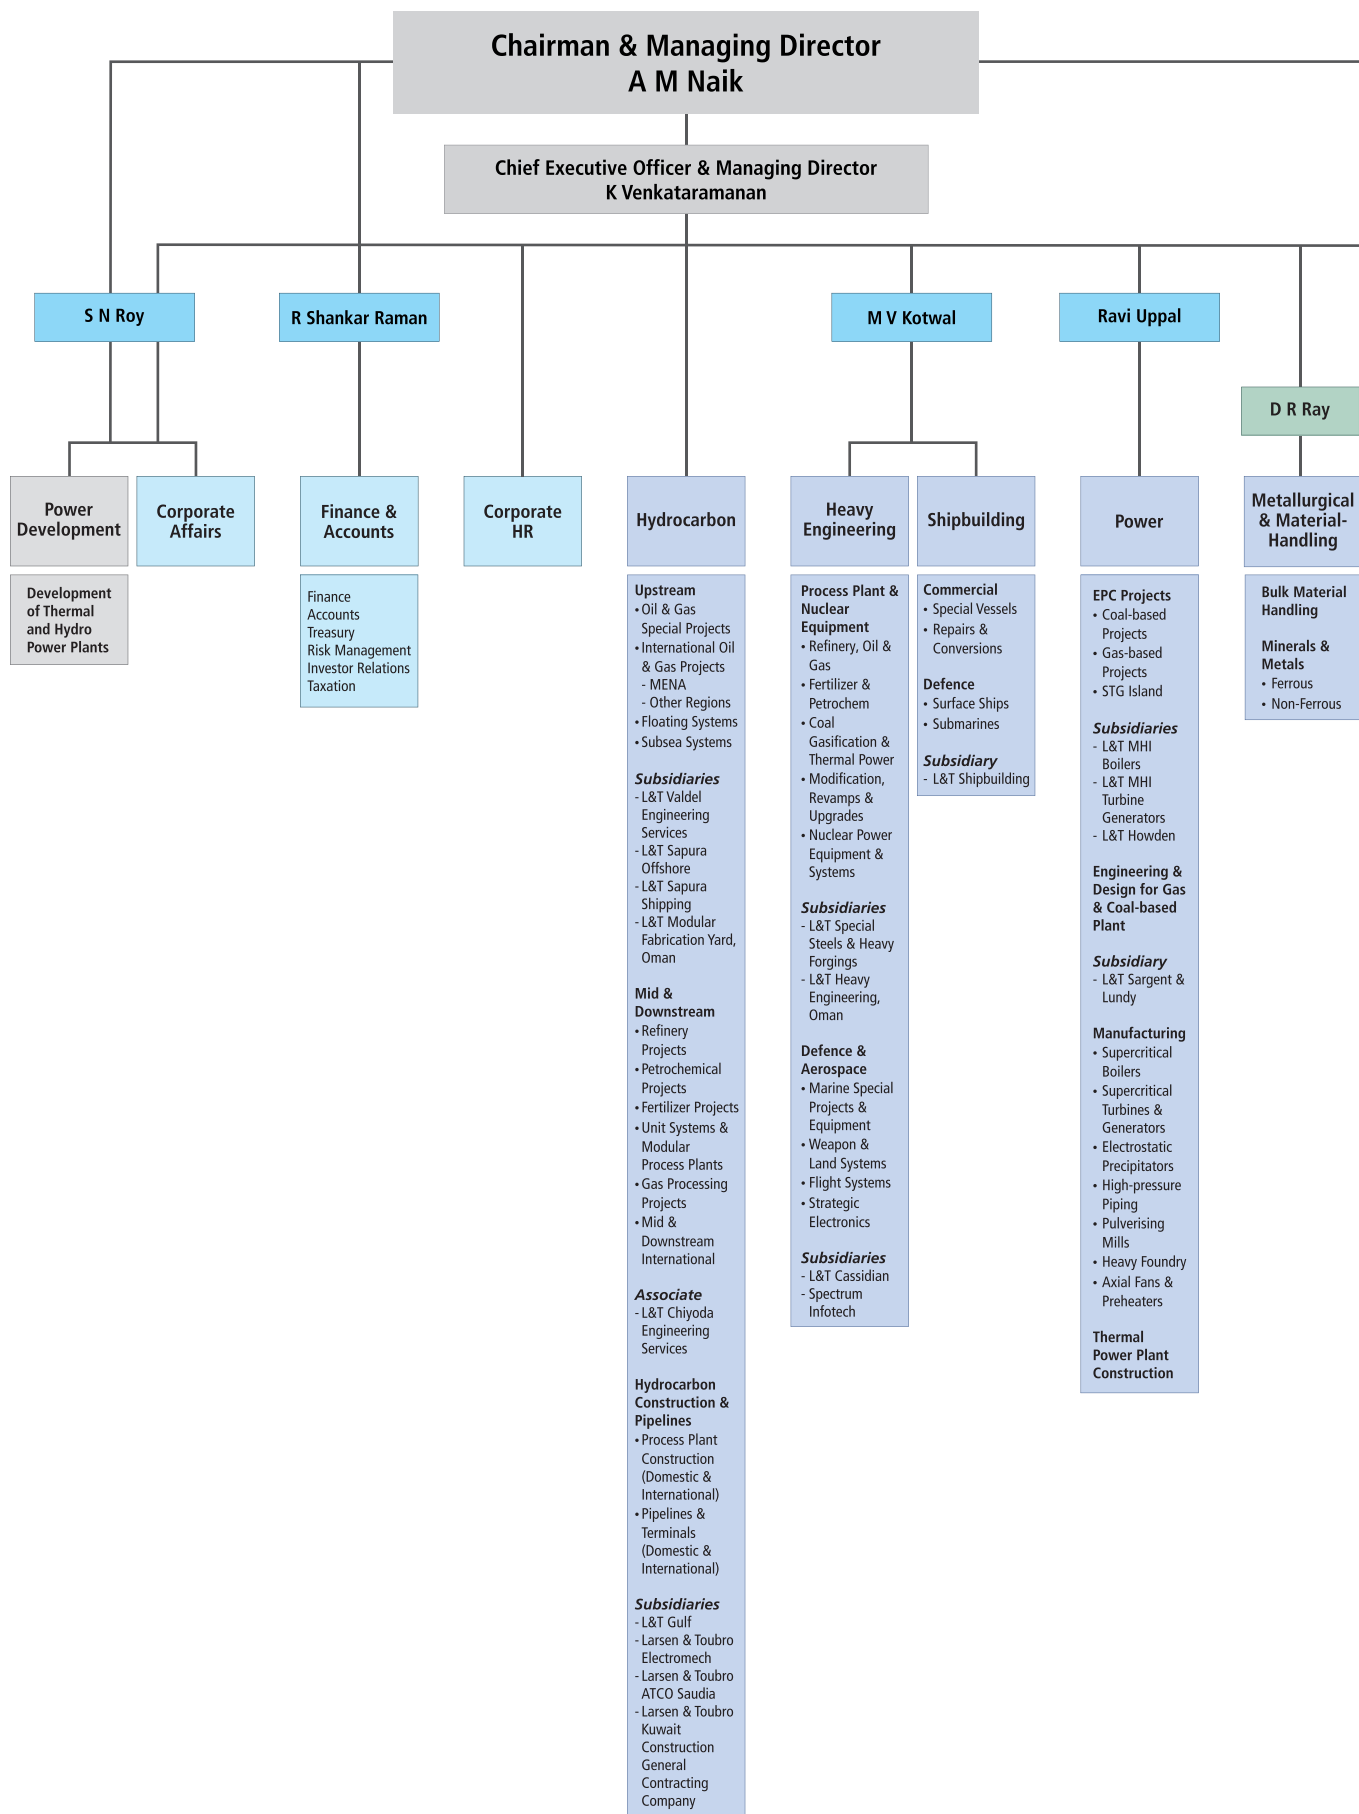 Chairman & Managing Director
A M Naik
Chief Executive Officer & Managing Director
K Venkataramanan
S N Roy
R Shankar Raman
M V Kotwal
Ravi Uppal
D R Ray
Power
Development
Corporate
Affairs
Finance &
Accounts
Corporate
HR
Hydrocarbon
Heavy
Engineering
Shipbuilding
Power
Metallurgical
& Material-
Handling
Development
of Thermal
and Hydro
Power Plants
Finance
Accounts
Treasury
Risk Management
Investor Relations
Taxation
Upstream
• Oil & Gas
Special Projects
• International Oil
& Gas Projects
- MENA
- Other Regions
• Floating Systems
• Subsea Systems
Subsidiaries
- L&T Valdel
Engineering
Services
- L&T Sapura
Offshore
- L&T Sapura
Shipping
- L&T Modular
Fabrication Yard,
Oman
Mid &
Downstream
• Refinery
Projects
• Petrochemical
Projects
• Fertilizer Projects
• Unit Systems &
Modular
Process Plants
• Gas Processing
Projects
• Mid &
Downstream
International
Associate
- L&T Chiyoda
Engineering
Services
Hydrocarbon
Construction &
Pipelines
• Process Plant
Construction
(Domestic &
International)
• Pipelines &
Terminals
(Domestic &
International)
Subsidiaries
- L&T Gulf
- Larsen & Toubro
Electromech
- Larsen & Toubro
ATCO Saudia
- Larsen & Toubro
Kuwait
Construction
General
Contracting
Company
Process Plant &
Nuclear
Equipment
• Refinery, Oil &
Gas
• Fertilizer &
Petrochem
• Coal
Gasification &
Thermal Power
• Modification,
Revamps &
Upgrades
• Nuclear Power
Equipment &
Systems
Subsidiaries
- L&T Special
Steels & Heavy
Forgings
- L&T Heavy
Engineering,
Oman
Defence &
Aerospace
• Marine Special
Projects &
Equipment
• Weapon &
Land Systems
• Flight Systems
• Strategic
Electronics
Subsidiaries
- L&T Cassidian
- Spectrum
Infotech
Commercial
• Special Vessels
• Repairs &
Conversions
Defence
• Surface Ships
• Submarines
Subsidiary
- L&T Shipbuilding
EPC Projects
• Coal-based
Projects
• Gas-based
Projects
• STG Island
Subsidiaries
- L&T MHI
Boilers
- L&T MHI
Turbine
Generators
- L&T Howden
Engineering &
Design for Gas
& Coal-based
Plant
Subsidiary
- L&T Sargent &
Lundy
Manufacturing
• Supercritical
Boilers
• Supercritical
Turbines &
Generators
• Electrostatic
Precipitators
• High-pressure
Piping
• Pulverising
Mills
• Heavy Foundry
• Axial Fans &
Preheaters
Thermal
Power Plant
Construction
Bulk Material
Handling
Minerals &
Metals
• Ferrous
• Non-Ferrous